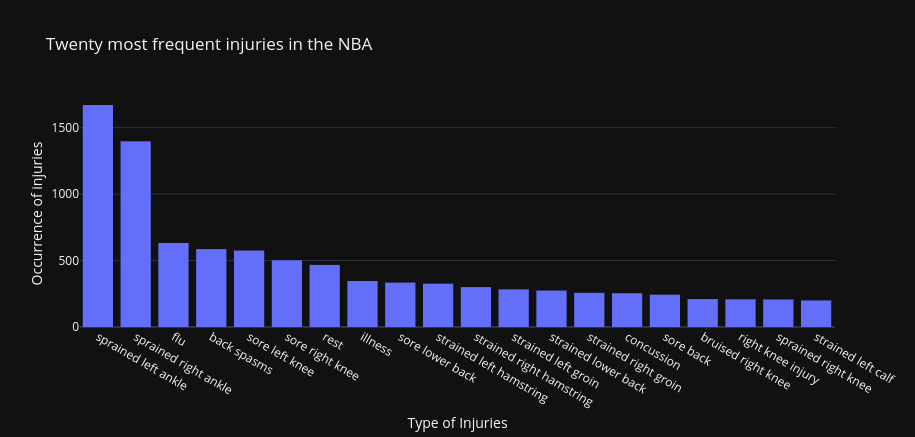 Twenty most frequent injuries in the NBA
Occurrence of injuries
1500
1000
500
0
sprained left ankle
sprained right ankle
flu
back spasms
sore left knee
sore right knee
rest
illness
sore lower back
strained left hamstring
strained right hamstring
strained left groin
strained lower back
strained right groin
concussion
sore back
bruised right knee
right knee injury
sprained right knee
strained left calf
Type of Injuries